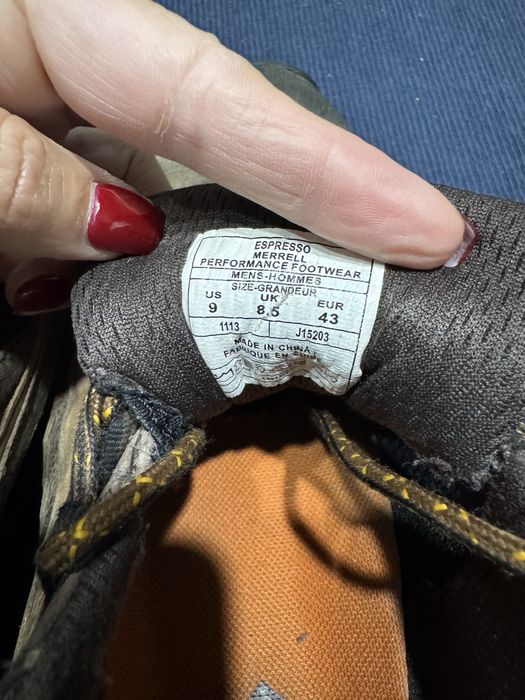 ESPRESSO
MERRELL
PERFORMANCE FOOTWEAR
MENS-HOMMES
SIZE-GRANDEUR
US UK EUR
9 8.5 43
1113 J15203
MADE IN CHINA
FABRIQUE EN